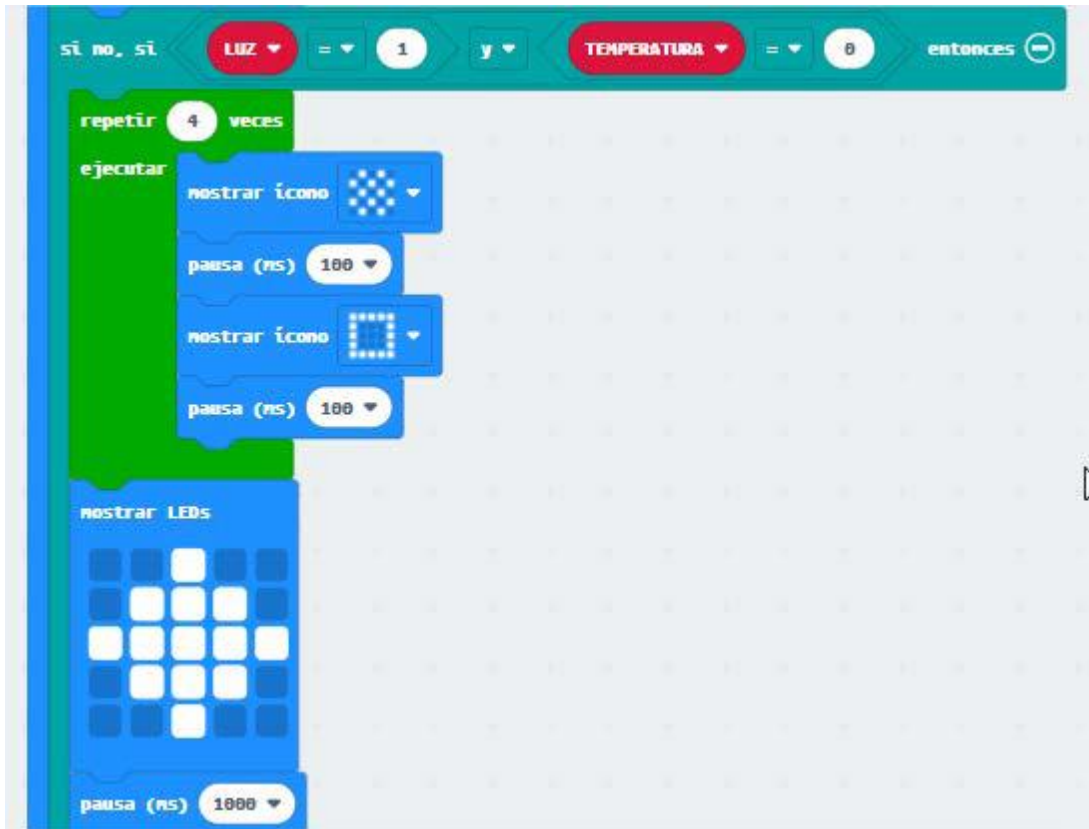 si no, si LUZ = 1 y TEMPERATURA = 0 entonces
repetir 4 veces
ejecutar
mostrar ícono
pausa (ms) 100
mostrar ícono
pausa (ms) 100
mostrar LEDs
pausa (ms) 1000